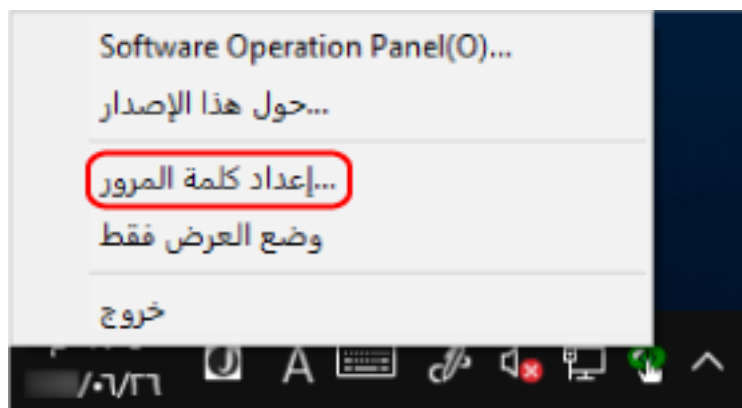 Software Operation Panel(O)...
حول هذا الإصدار...
إعداد كلمة المرور...
وضع العرض فقط
خروج
A
/٠٦/٢٦